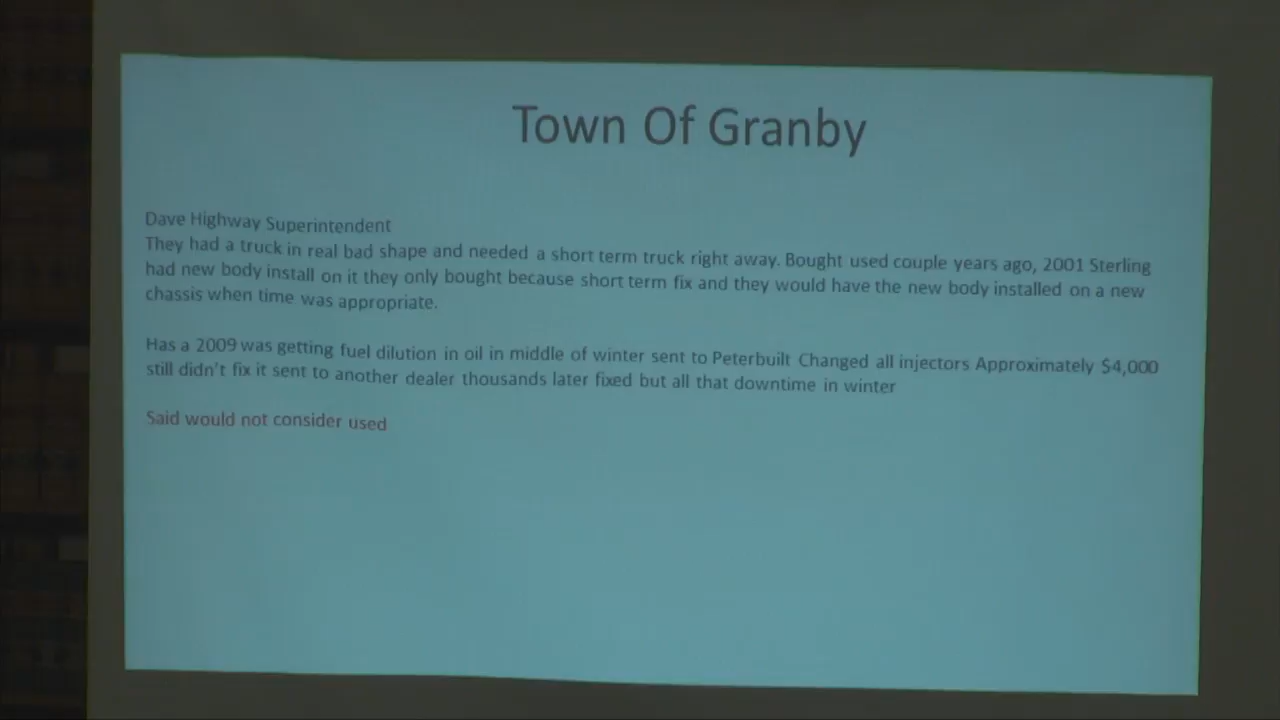 Town Of Granby
Dave Highway Superintendent
They had a truck in real bad shape and needed a short term truck right away. Bought used couple years ago, 2001 Sterling
had new body install on it they only bought because short term fix and they would have the new body installed on a new
chassis when time was appropriate.
Has a 2009 was getting fuel dilution in oil in middle of winter sent to Peterbuilt Changed all injectors Approximately $4,000
still didn't fix it sent to another dealer thousands later fixed but all that downtime in winter
Said would not consider used